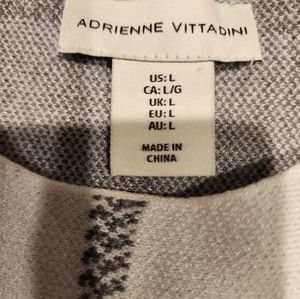 ADRIENNE VITTADINI
US: L
CA: L/G
UK: L
EU: L
AU: L
MADE IN
CHINA